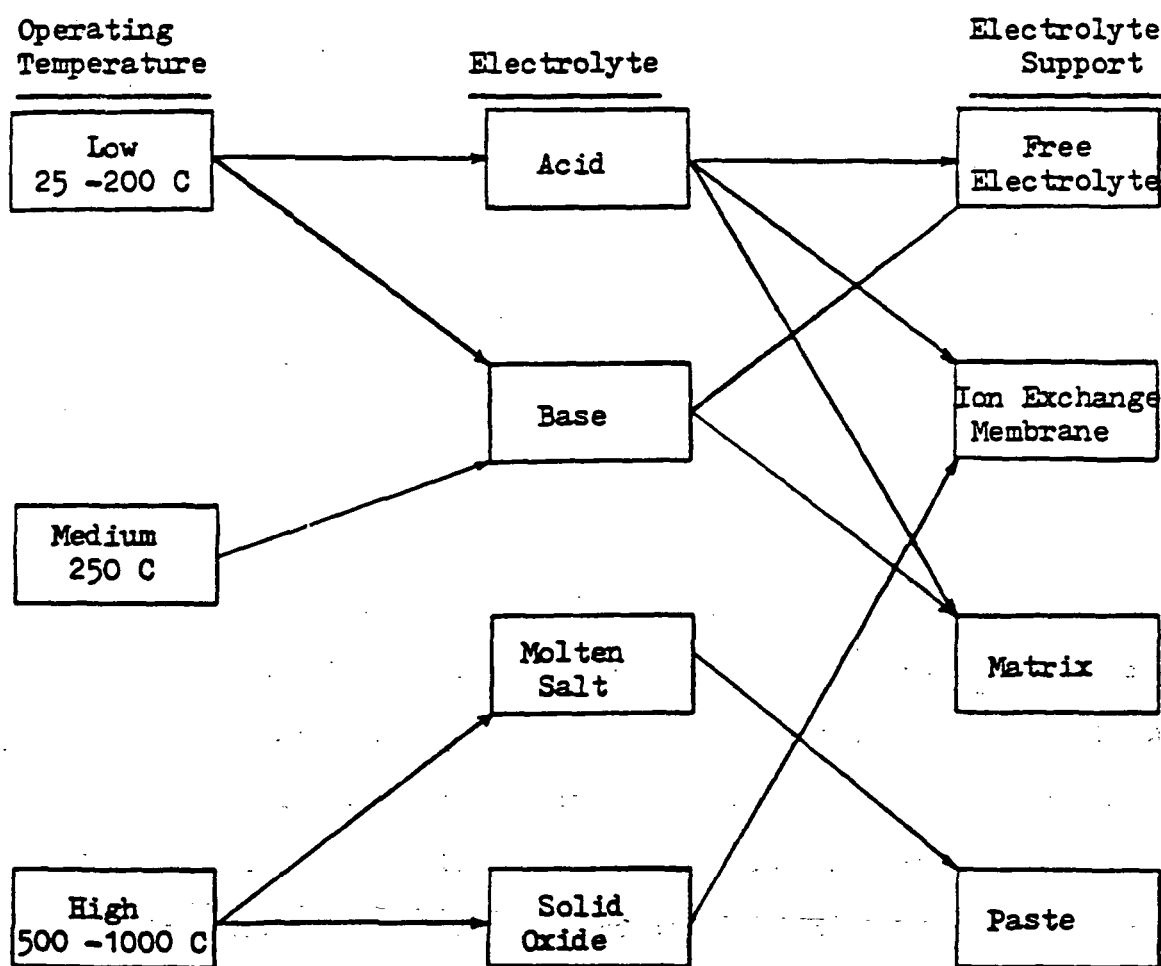 Operating
Temperature
Electrolyte
Electrolyte
Support
Low
25 -200 C
Acid
Free
Electrolyte
Base
Ion Exchange
Membrane
Medium
250 C
Molten
Salt
Matrix
High
500 -1000 C
Solid
Oxide
Paste